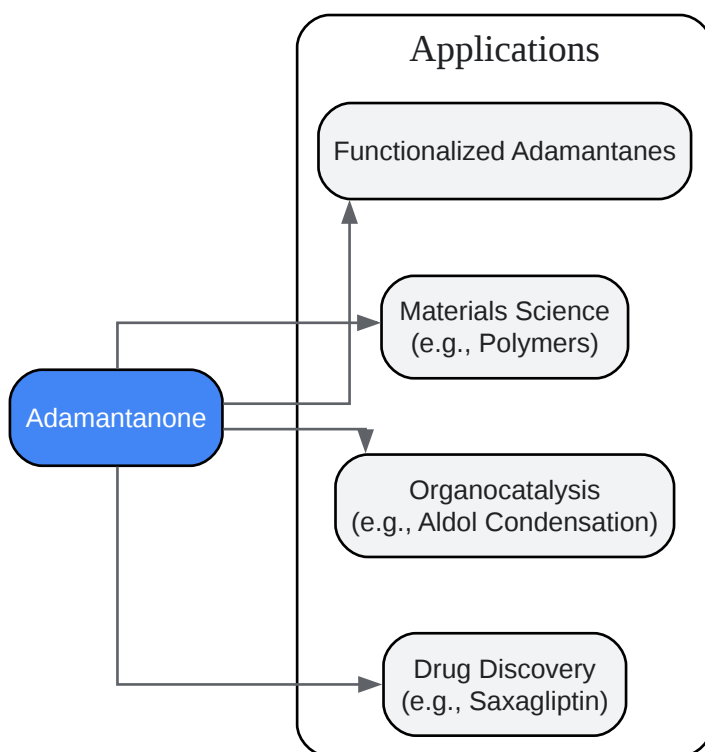 Applications
Functionalized Adamantanes
Materials Science
(e.g., Polymers)
Adamantanone
Organocatalysis
(e.g., Aldol Condensation)
Drug Discovery
(e.g., Saxagliptin)